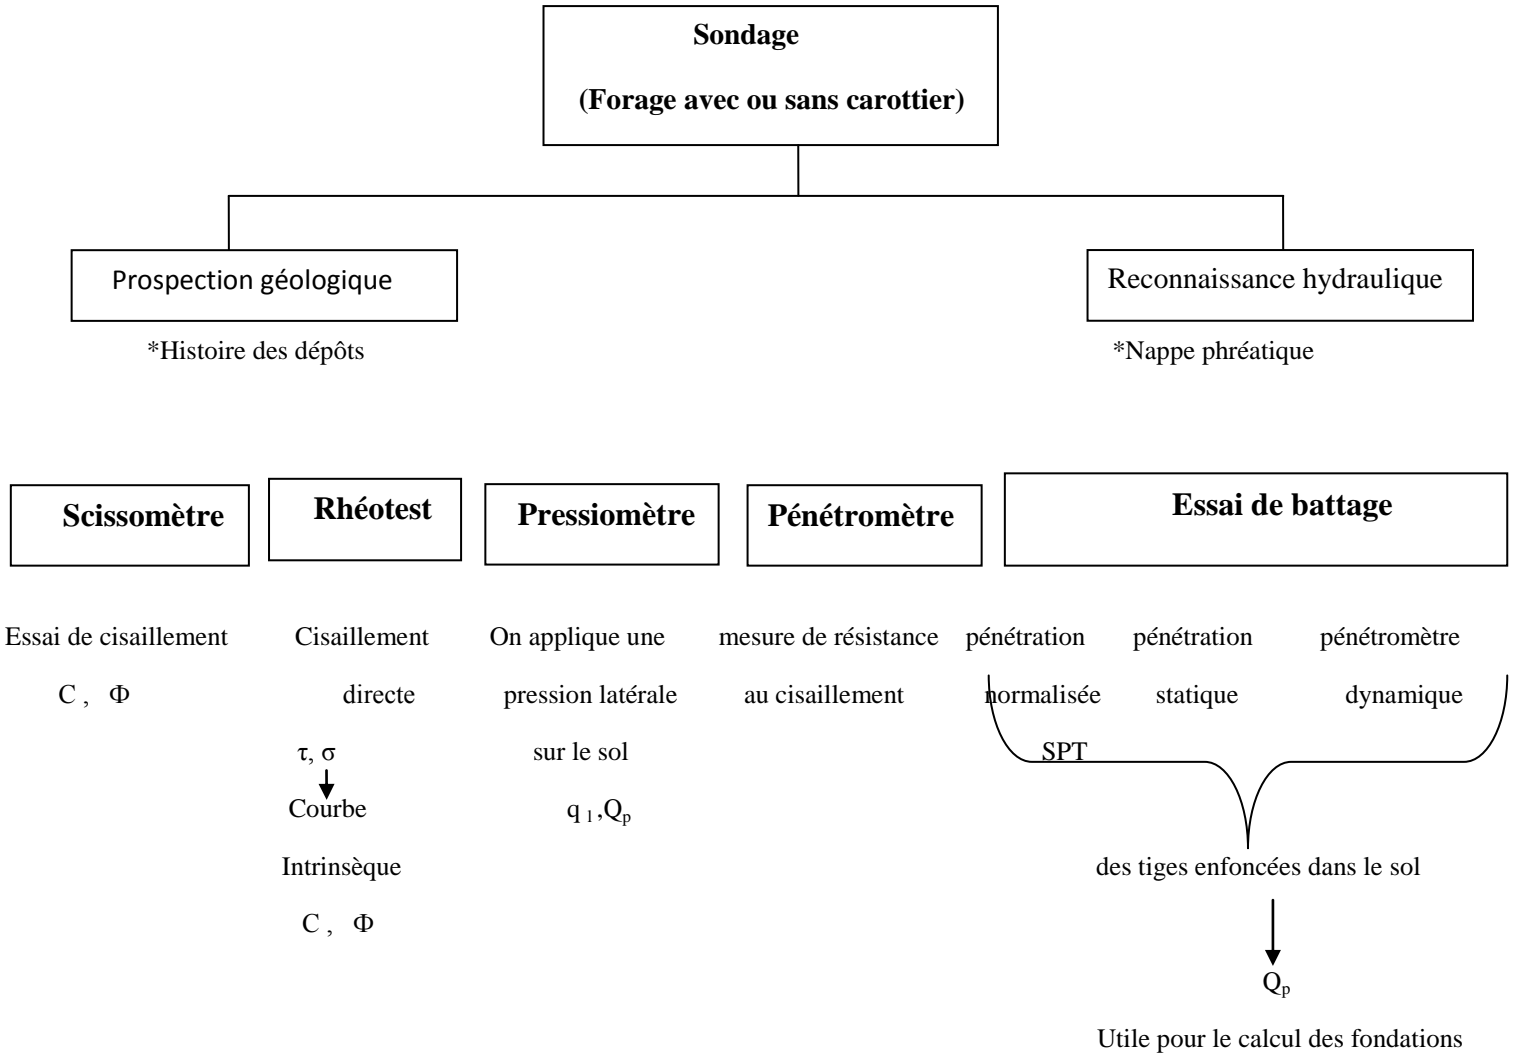 Sondage
(Forage avec ou sans carottier)
Prospection géologique
Reconnaissance hydraulique
*Histoire des dépôts
*Nappe phréatique
Scissomètre
Rhéotest
Pressiomètre
Pénétromètre
Essai de battage
Essai de cisaillement
C , Φ
Cisaillement
directe
τ, σ
Courbe
Intrinsèque
C , Φ
On applique une
pression latérale
sur le sol
q l ,Qp
mesure de résistance
au cisaillement
pénétration
normalisée
SPT
pénétration
statique
pénétromètre
dynamique
des tiges enfoncées dans le sol
Qp
Utile pour le calcul des fondations